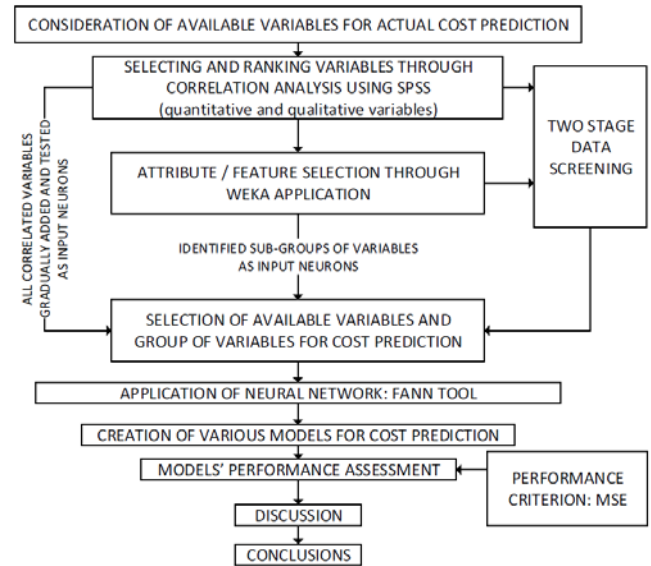 CONSIDERATION OF AVAILABLE VARIABLES FOR ACTUAL COST PREDICTION
SELECTING AND RANKING VARIABLES THROUGH
CORRELATION ANALYSIS USING SPSS
(quantitative and qualitative variables)
TWO STAGE
DATA
SCREENING
ALL CORRELATED VARIABLES
GRADUALLY ADDED AND TESTED
AS INPUT NEURONS
ATTRIBUTE / FEATURE SELECTION THROUGH
WEKA APPLICATION
IDENTIFIED SUB-GROUPS OF VARIABLES
AS INPUT NEURONS
SELECTION OF AVAILABLE VARIABLES AND
GROUP OF VARIABLES FOR COST PREDICTION
APPLICATION OF NEURAL NETWORK: FANN TOOL
CREATION OF VARIOUS MODELS FOR COST PREDICTION
MODELS' PERFORMANCE ASSESSMENT
PERFORMANCE
CRITERION: MSE
DISCUSSION
CONCLUSIONS